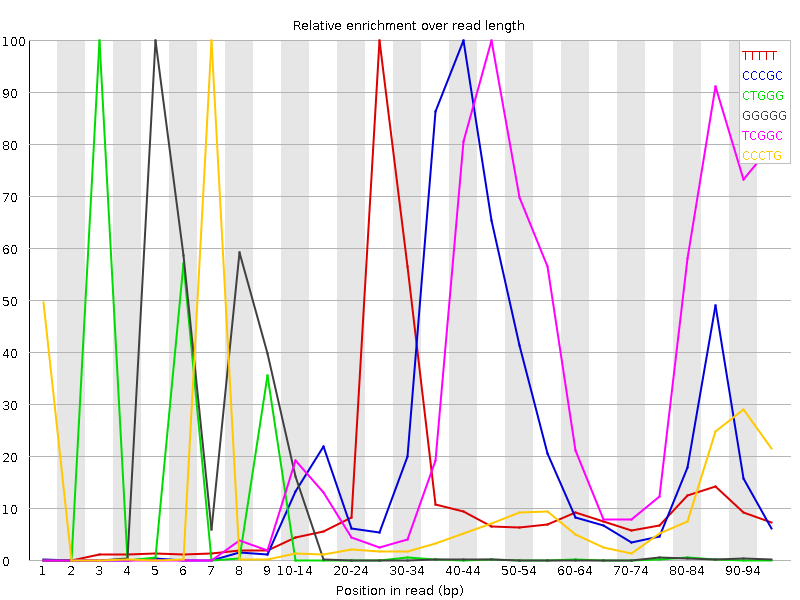 Relative enrichment over read length
100
90
80
70
60
50
40
30
20
10
0
TTTTT
CCCGC
CTGGG
GGGGG
TCGGC
CCCTG
1 2 3 4 5 6 7 8 9 10-14 20-24 30-34 40-44 50-54 60-64 70-74 80-84 90-94
Position in read (bp)